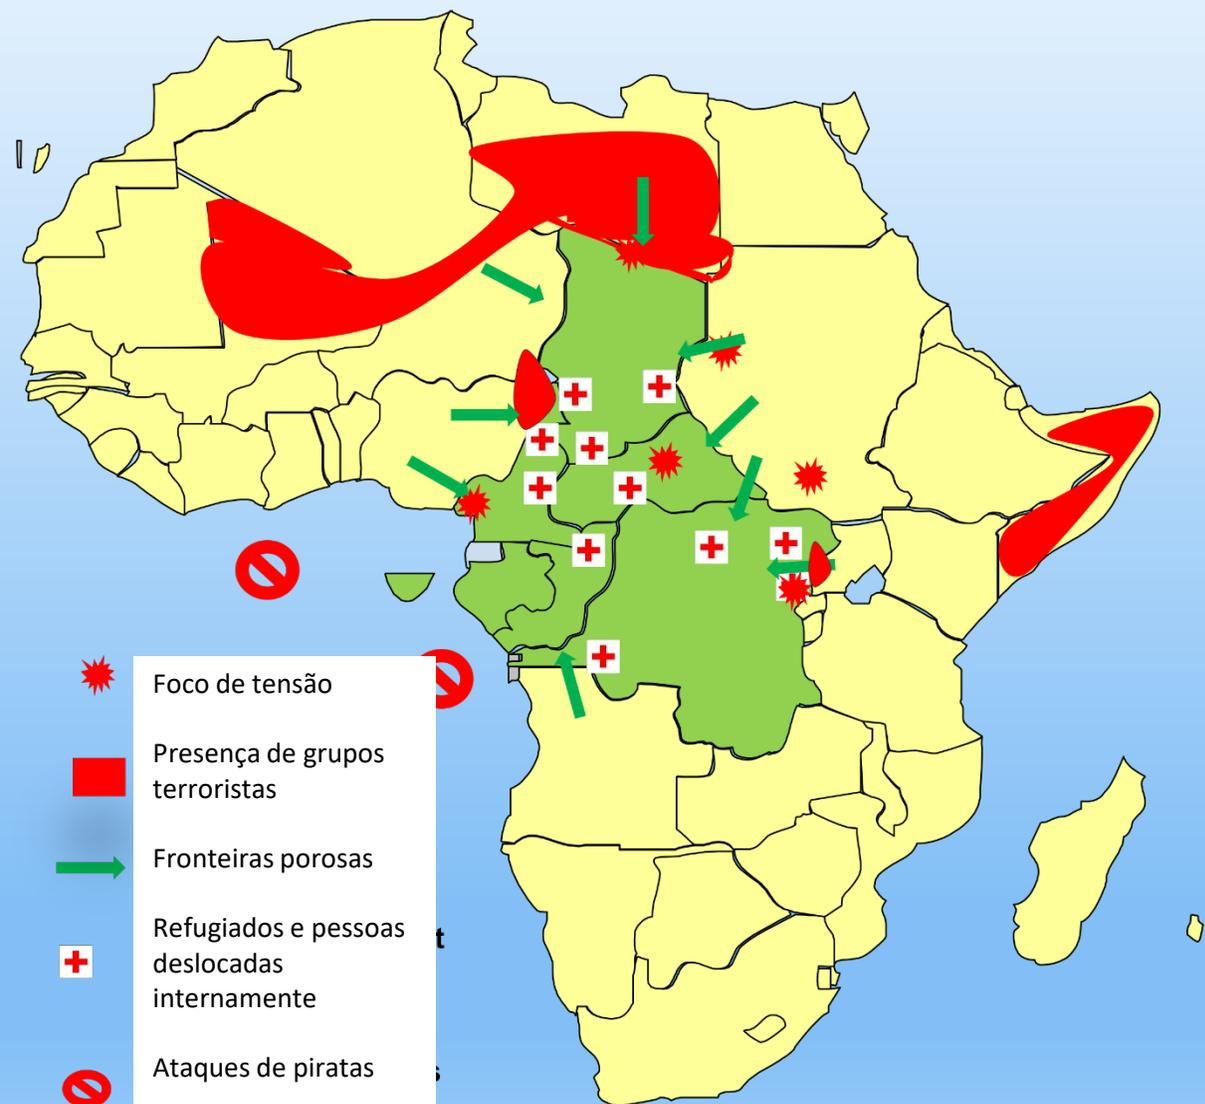 Foco de tensão
Presença de grupos
terroristas
Fronteiras porosas
Refugiados e pessoas
deslocadas
internamente
Ataques de piratas
t
s